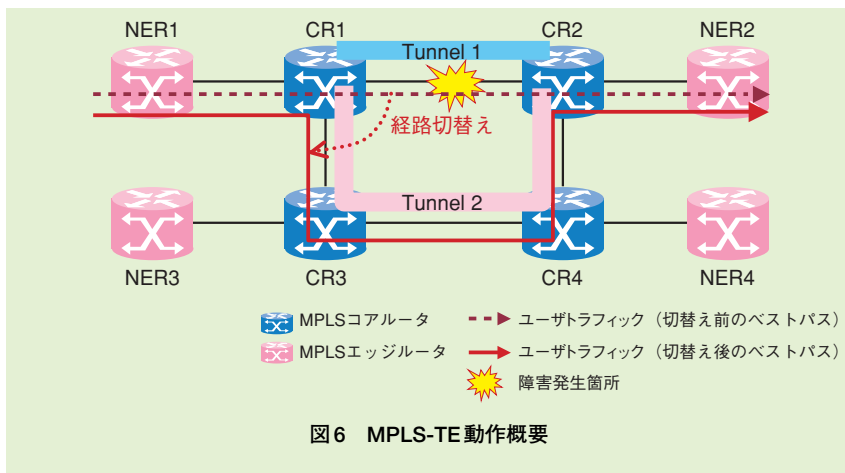 NER1
CR1
CR2
NER2
Tunnel 1
経路切替え
Tunnel 2
NER3
CR3
CR4
NER4
MPLSコアルータ
ユーザトラフィック（切替え前のベストパス）
MPLSエッジルータ
ユーザトラフィック（切替え後のベストパス）
障害発生箇所
図6 MPLS-TE動作概要